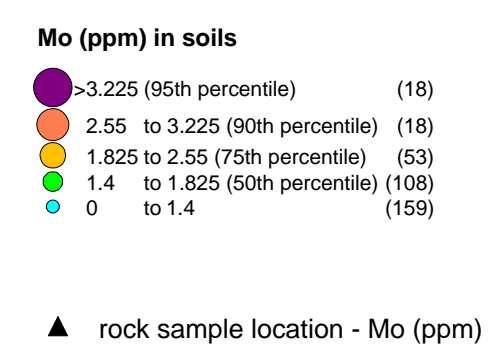 Mo (ppm) in soils
>3.225 (95th percentile) (18)
2.55 to 3.225 (90th percentile) (18)
1.825 to 2.55 (75th percentile) (53)
1.4 to 1.825 (50th percentile) (108)
0 to 1.4 (159)
rock sample location - Mo (ppm)